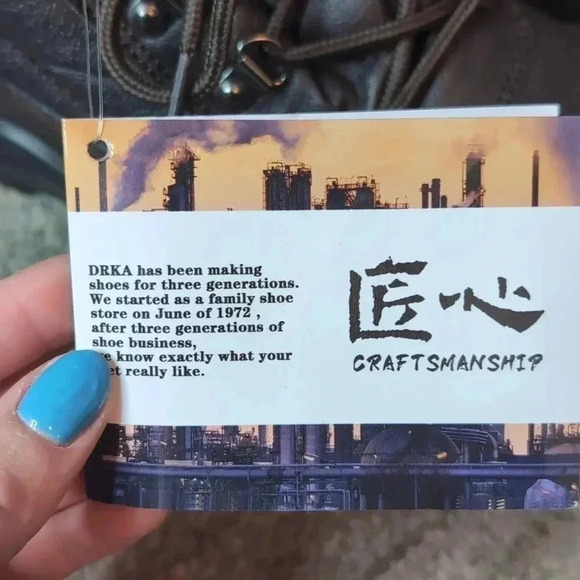 DRKA has been making
shoes for three generations.
We started as a family shoe
store on June of 1972 ,
after three generations of
shoe business,
know exactly what your
really like.
匠心
CRAFTSMANSHIP